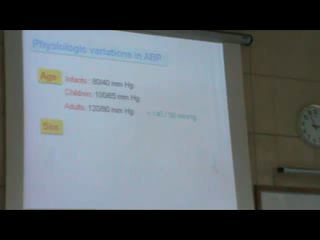 Physiologic variations in ABP
Age Infants : 80/40 mm Hg
Children: 100/65 mm Hg
Adults: 120/80 mm Hg
Sex